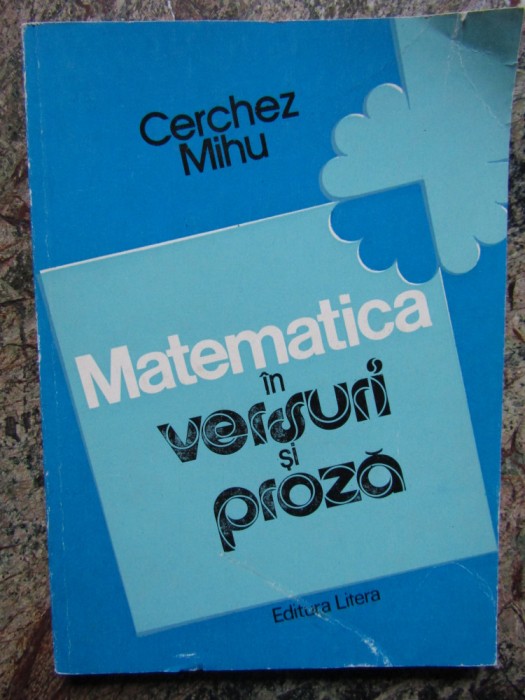 Cerchez
Mihu
Matematica
în
versuri
și
proză
Editura Litera